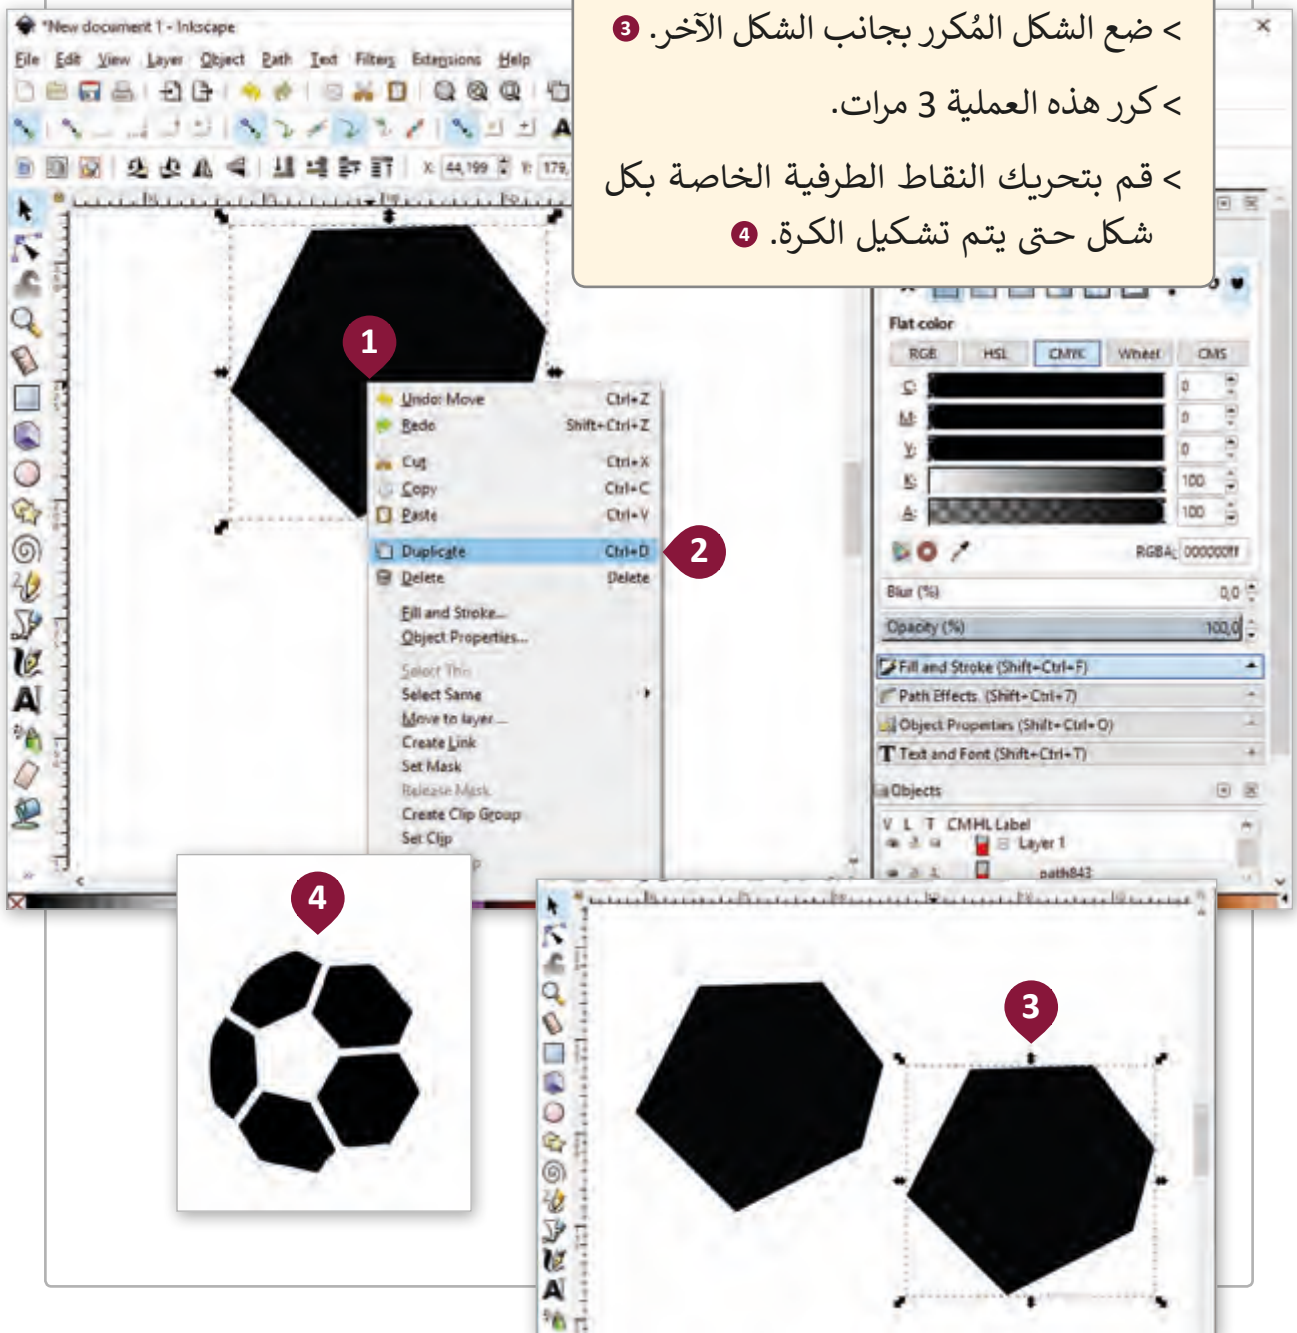 > ضع الشكل المُكرر بجانب الشكل الآخر. 3
> كرر هذه العملية 3 مرات.
> قم بتحريك النقاط الطرفية الخاصة بكل
شكل حتى يتم تشكيل الكرة. 4
*New document 1 - Inkscape
File Edit View Layer Object Path Text Filters Extensions Help
X: 44,199 Y: 179,
1
Undo: Move Ctrl+Z
Redo Shift+Ctrl+Z
Cut Ctrl+X
Copy Ctrl+C
Paste Ctrl+V
Duplicate Ctrl+D
2
Delete Delete
Fill and Stroke...
Object Properties...
Select This
Select Same
Move to layer ...
Create Link
Set Mask
Release Mask
Create Clip Group
Set Clip
Flat color
RGB HSL CMYK Wheel CMS
C: 0
M: 0
Y: 0
K: 100
A: 100
RGBA: 000000ff
Blur (%) 0,0
Opacity (%) 100,0
Fill and Stroke (Shift+Ctrl+F)
Path Effects (Shift+Ctrl+7)
Object Properties (Shift+Ctrl+O)
Text and Font (Shift+Ctrl+T)
Objects
V L T CMHL Label
Layer 1
path843
4
3